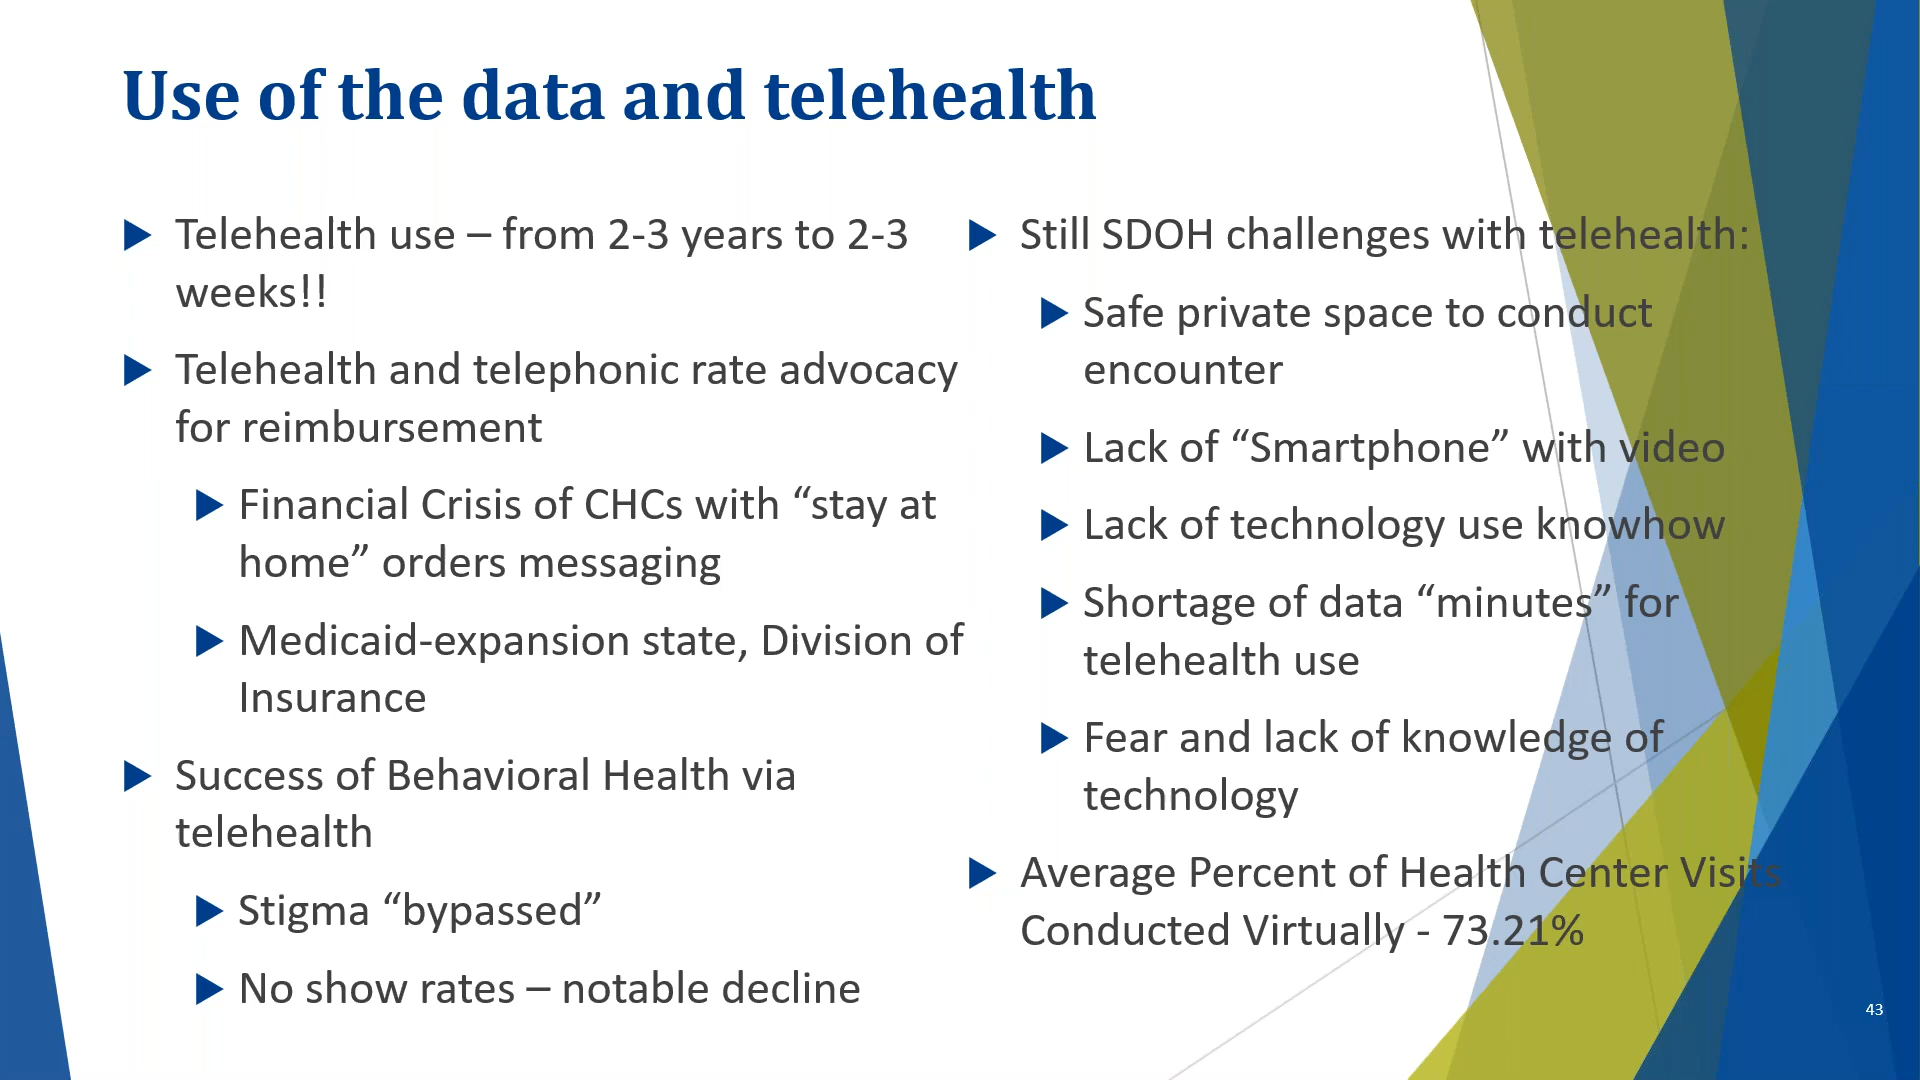 Use of the data and telehealth
Telehealth use – from 2-3 years to 2-3
weeks!!
Telehealth and telephonic rate advocacy
for reimbursement
Financial Crisis of CHCs with “stay at
home” orders messaging
Medicaid-expansion state, Division of
Insurance
Success of Behavioral Health via
telehealth
Stigma “bypassed”
No show rates – notable decline
Still SDOH challenges with telehealth:
Safe private space to conduct
encounter
Lack of “Smartphone” with video
Lack of technology use knowhow
Shortage of data “minutes” for
telehealth use
Fear and lack of knowledge of
technology
Average Percent of Health Center Visits
Conducted Virtually - 73.21%
43